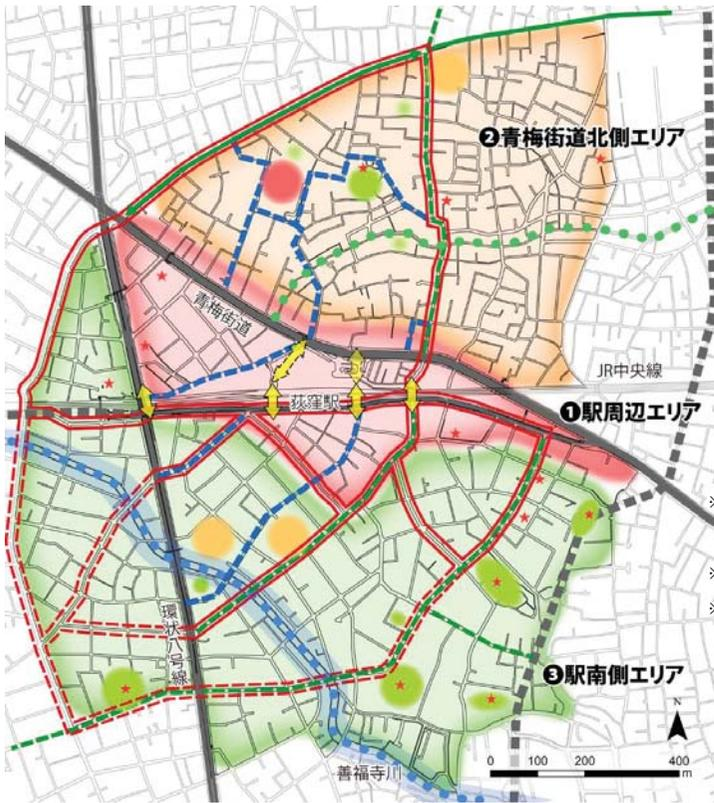 ❷青梅街道北側エリア
青梅街道
JR中央線
荻窪駅
❶駅周辺エリア
環状八号線
❸駅南側エリア
N
0 100 200 400
m
善福寺川
※
※
※